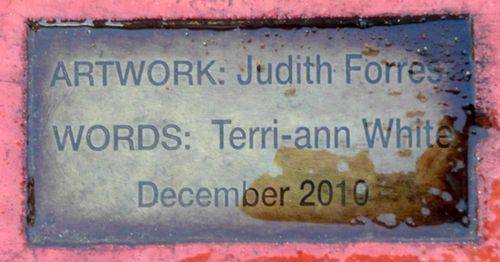 ARTWORK: Judith Forres
WORDS: Terri-ann White
December 2010